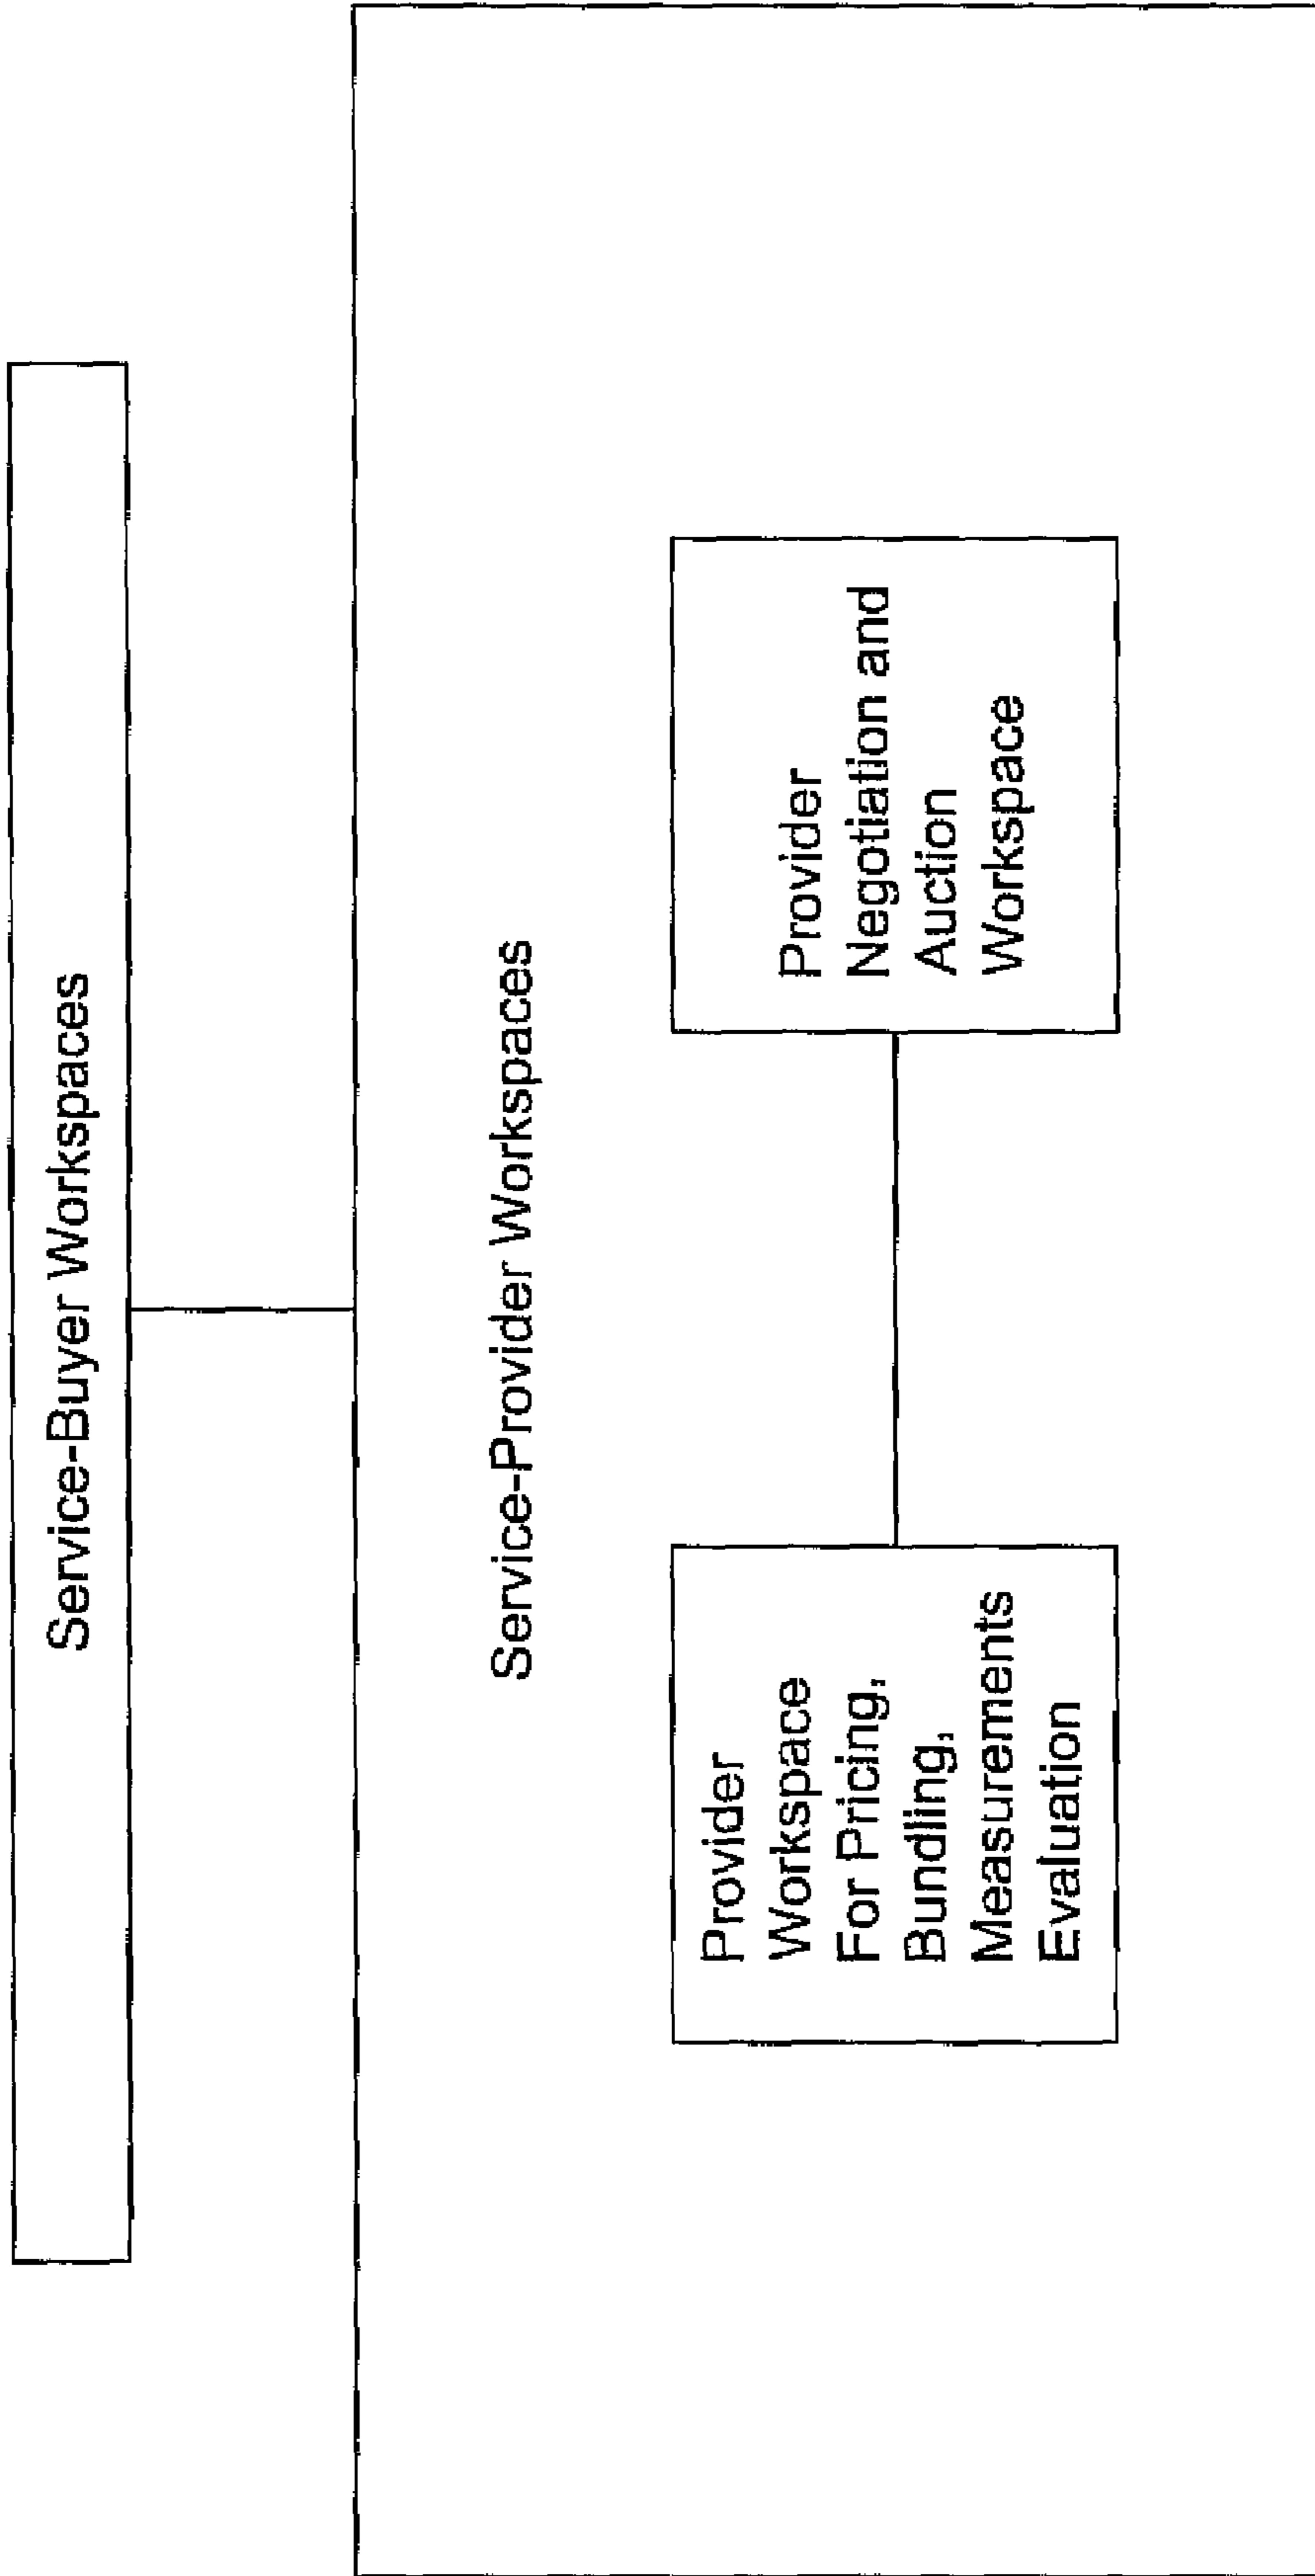 Service-Buyer Workspaces
Service-Provider Workspaces
Provider
Workspace
For Pricing,
Bundling,
Measurements
Evaluation
Provider
Negotiation and
Auction
Workspace